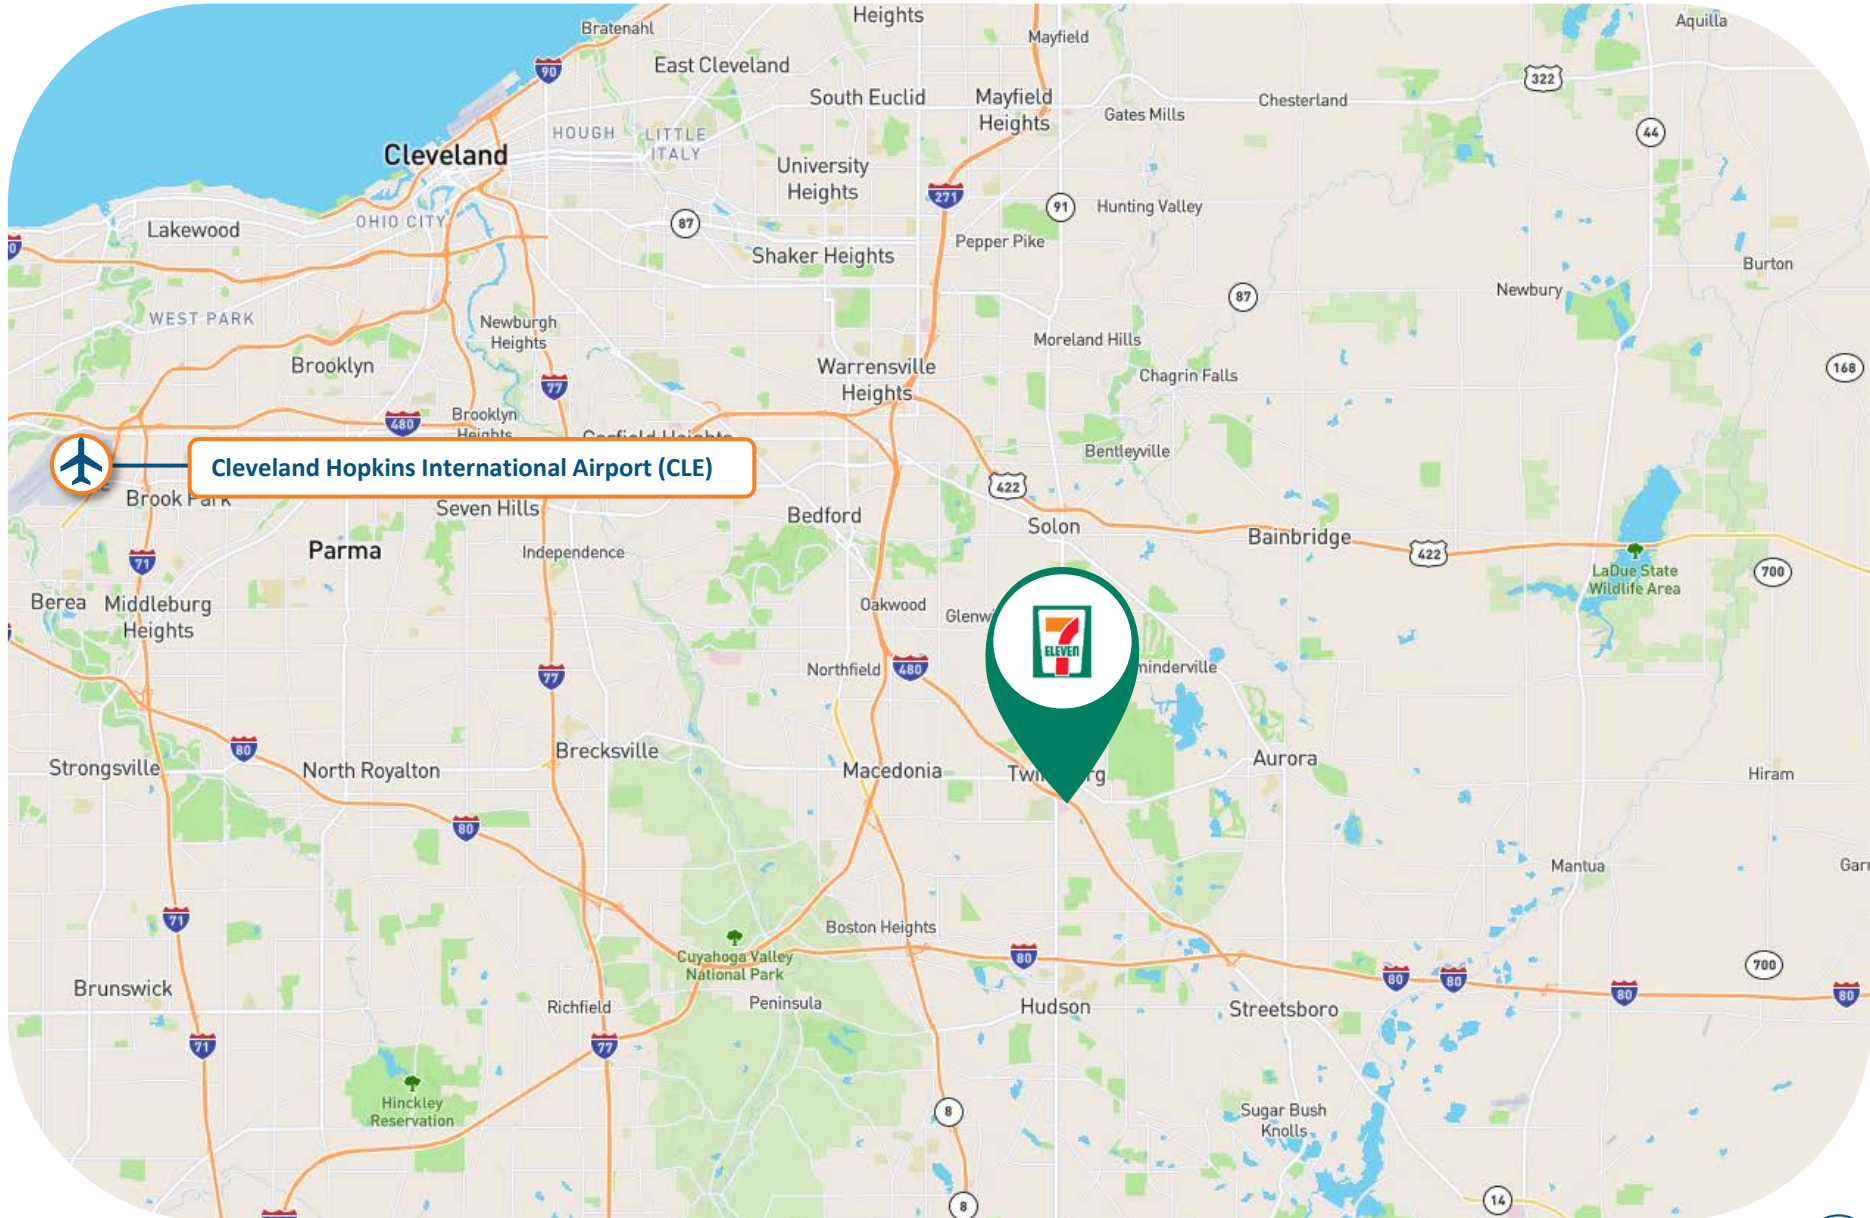 Heights
Aquilla
Bratenahl
Mayfield
90
East Cleveland
322
South Euclid
Mayfield
Heights
Chesterland
Gates Mills
HOUGH
LITTLE
ITALY
44
Cleveland
University
Heights
271
91
Hunting Valley
OHIO CITY
87
Lakewood
Pepper Pike
Shaker Heights
Burton
Newbury
87
WEST PARK
Newburgh
Heights
Moreland Hills
Brooklyn
Warrensville
Heights
Chagrin Falls
168
77
Brooklyn
Heights
480
Garfield Heights
Bentleyville
Cleveland Hopkins International Airport (CLE)
422
Brook Park
Seven Hills
Bedford
Solon
Bainbridge
Parma
Independence
422
71
LaDue State
Wildlife Area
700
Berea
Middleburg
Heights
Oakwood
7
ELEVEN
Northfield
480
77
80
Brecksville
Strongsville
North Royalton
Macedonia
Aurora
Hiram
80
Mantua
71
Boston Heights
Cuyahoga Valley
National Park
80
700
80
80
80
80
Brunswick
Richfield
Peninsula
Hudson
Streetsboro
71
77
Hinckley
Reservation
8
Sugar Bush
Knolls
14
8